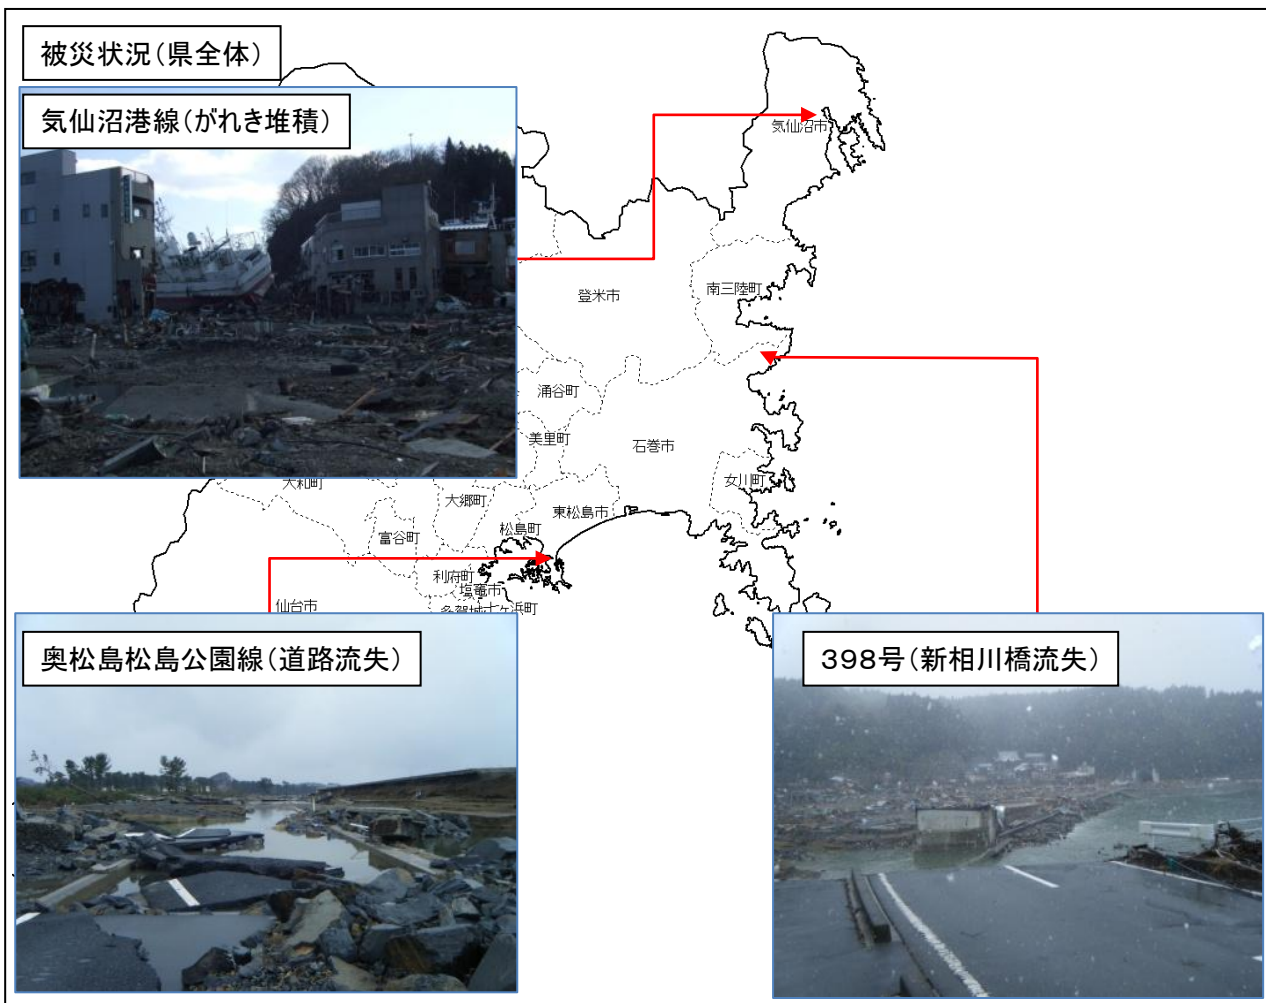 被災状況(県全体)
気仙沼港線(がれき堆積)
気仙沼市
登米市
南三陸町
涌谷町
美里町
石巻市
女川町
大和町
大郷町
東松島市
松島町
富谷町
利府町
塩竈市
仙台市
多賀城
七ヶ浜町
奥松島松島公園線(道路流失)
398号(新相川橋流失)